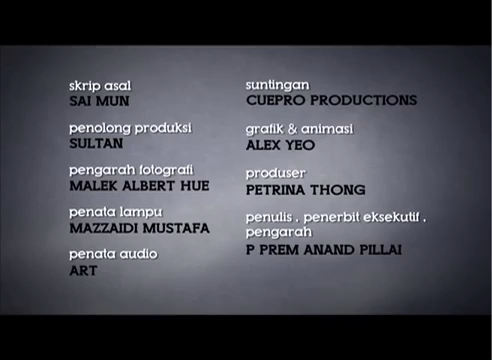 skrip asal
SAI MUN
penolong produksi
SULTAN
pengarah fotografi
MALEK ALBERT HUE
penata lampu
MAZZAIDI MUSTAFA
penata audio
ART
suntingan
CUEPRO PRODUCTIONS
grafik & animasi
ALEX YEO
produser
PETRINA THONG
penulis , penerbit eksekutif ,
pengarah
P PREM ANAND PILLAI